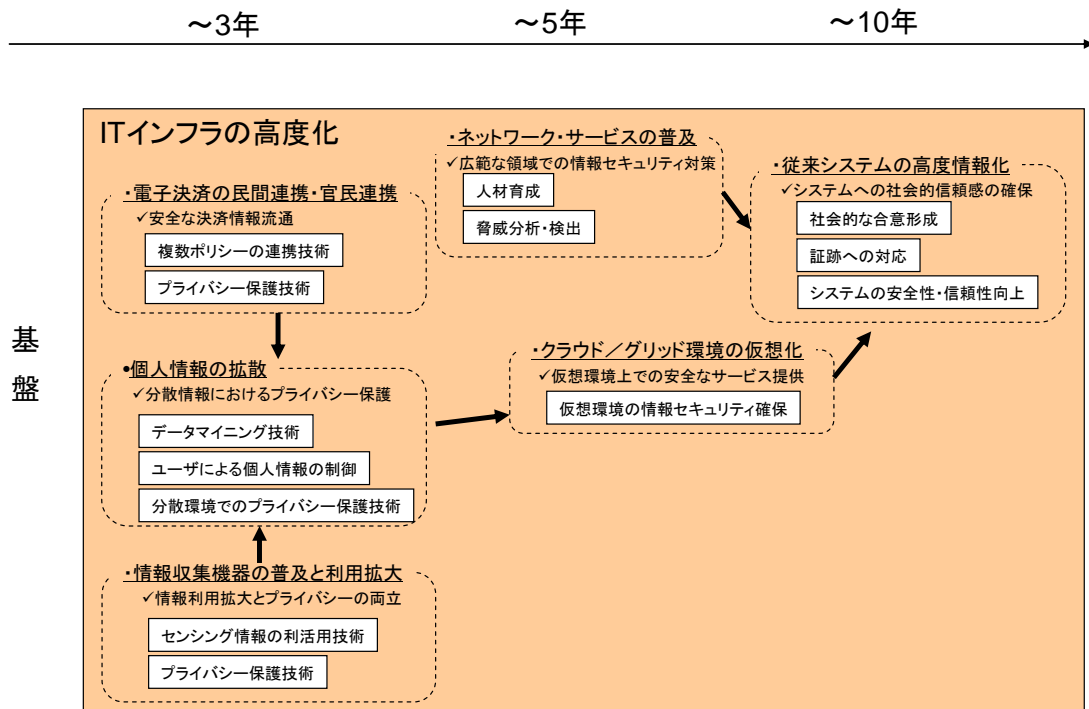 ～3年
～5年
～10年
基
盤
ITインフラの高度化
・電子決済の民間連携・官民連携
✓安全な決済情報流通
複数ポリシーの連携技術
プライバシー保護技術
•個人情報の拡散
✓分散情報におけるプライバシー保護
データマイニング技術
ユーザによる個人情報の制御
分散環境でのプライバシー保護技術
・情報収集機器の普及と利用拡大
✓情報利用拡大とプライバシーの両立
センシング情報の利活用技術
プライバシー保護技術
・ネットワーク・サービスの普及
✓広範な領域での情報セキュリティ対策
人材育成
脅威分析・検出
・クラウド／グリッド環境の仮想化
✓仮想環境上での安全なサービス提供
仮想環境の情報セキュリティ確保
・従来システムの高度情報化
✓システムへの社会的信頼感の確保
社会的な合意形成
証跡への対応
システムの安全性・信頼性向上